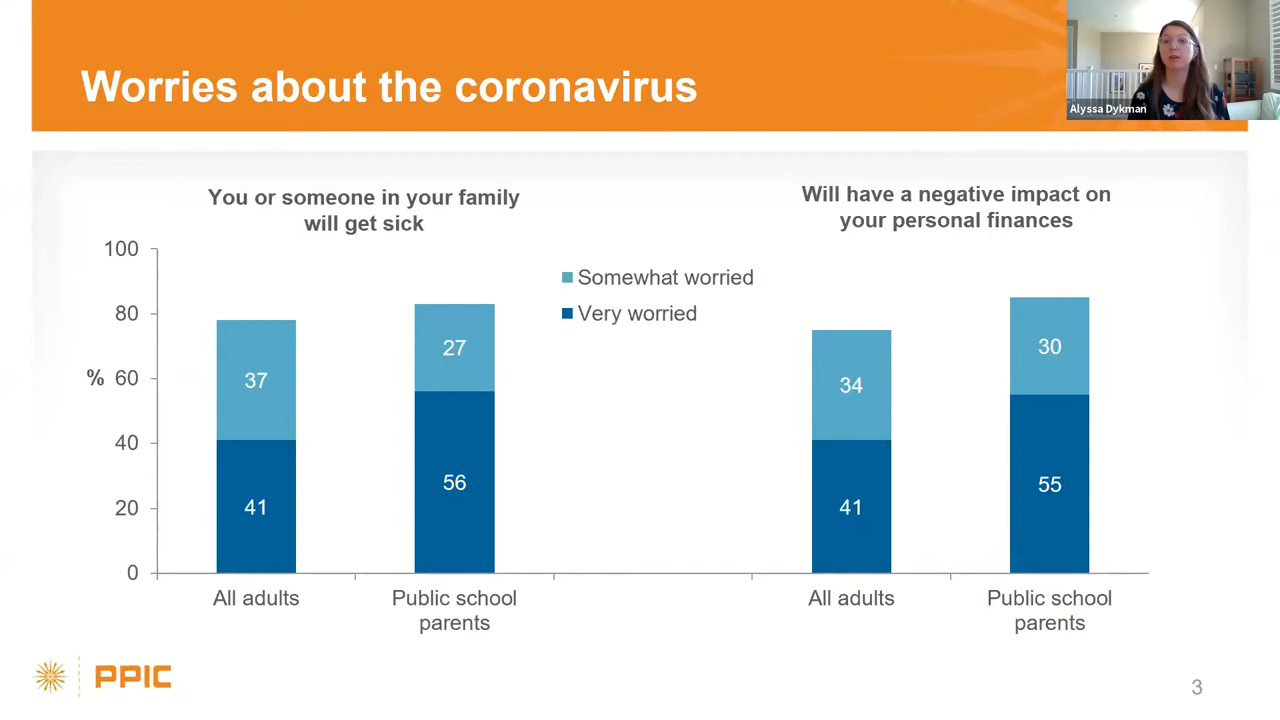 Worries about the coronavirus
Alyssa Dykman
You or someone in your family
will get sick
Will have a negative impact on
your personal finances
Somewhat worried
Very worried
%
100
80
60
40
20
0
37
41
27
56
34
41
30
55
All adults
Public school
parents
All adults
Public school
parents
PPIC
3